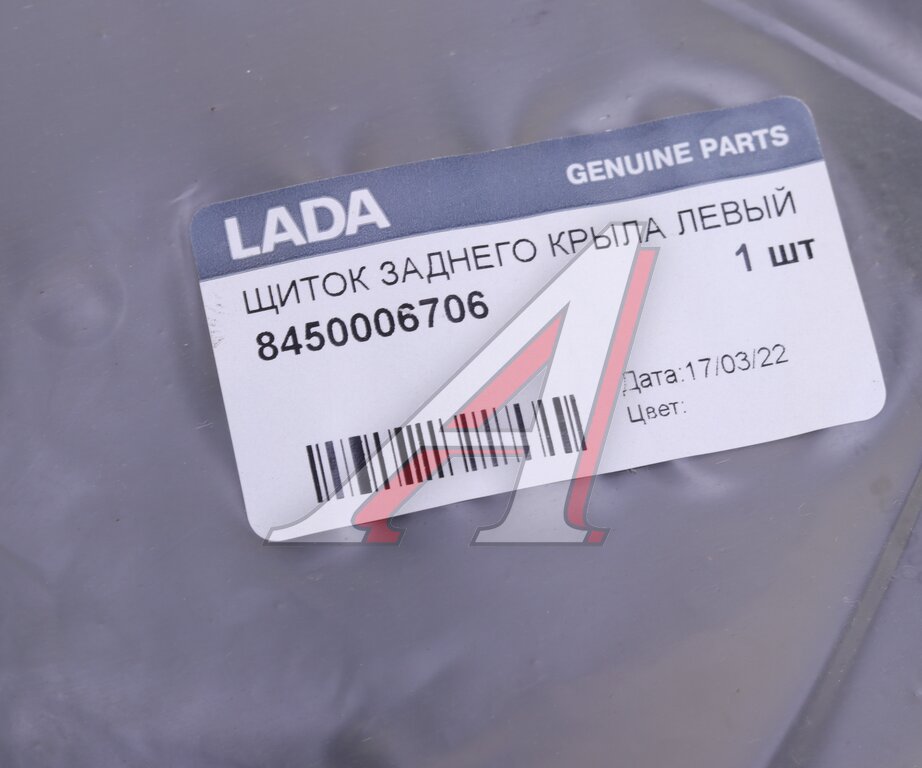 LADA GENUINE PARTS
ЩИТОК ЗАДНЕГО КРЫЛА ЛЕВЫЙ
8450006706 1 шт
Дата:17/03/22
Цвет: